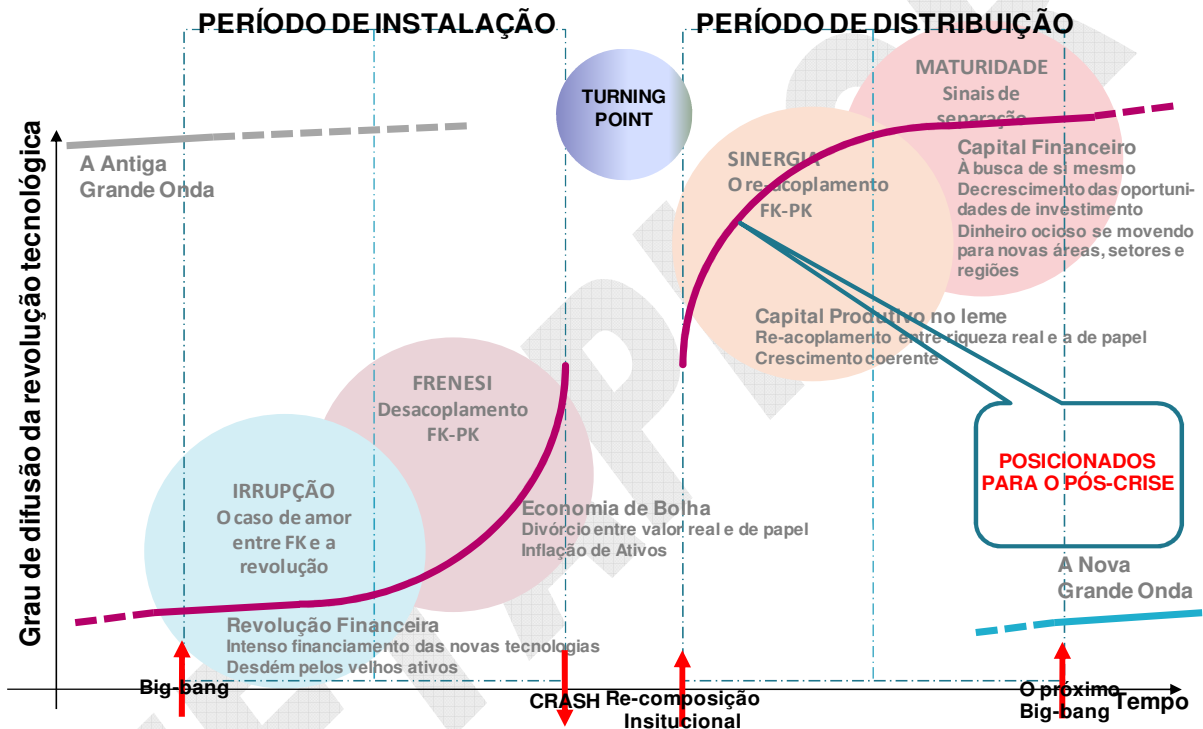 PERÍODO DE INSTALAÇÃO
PERÍODO DE DISTRIBUIÇÃO
Grau de difusão da revolução tecnológica
A Antiga
Grande Onda
TURNING
POINT
MATURIDADE
Sinais de
separação
Capital Financeiro
À busca de si mesmo
Decrescimento das oportuni-
dades de investimento
Dinheiro ocioso se movendo
para novas áreas, setores e
regiões
SINERGIA
O re-acoplamento
FK-PK
Capital Produtivo no leme
Re-acoplamento entre riqueza real e a de papel
Crescimento coerente
FRENESI
Desacoplamento
FK-PK
Economia de Bolha
Divórcio entre valor real e de papel
Inflação de Ativos
IRRUPÇÃO
O caso de amor
entre FK e a
revolução
Revolução Financeira
Intenso financiamento das novas tecnologias
Desdém pelos velhos ativos
POSICIONADOS
PARA O PÓS-CRISE
A Nova
Grande Onda
Big-bang
CRASH
Re-composição
Insitucional
O próximo
Big-bang
Tempo